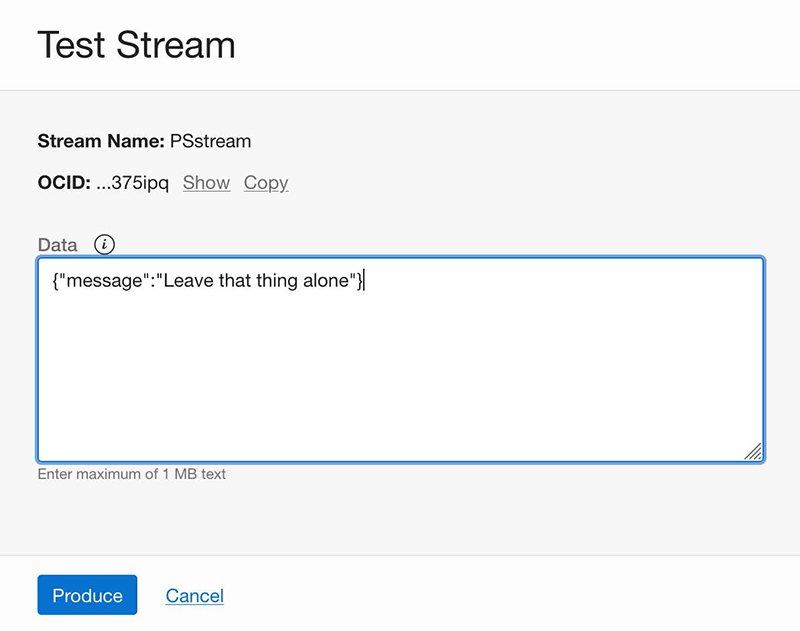 Test Stream
Stream Name: PSstream
OCID: ...375ipq Show Copy
Data i
{"message":"Leave that thing alone"}
Enter maximum of 1 MB text
Produce Cancel